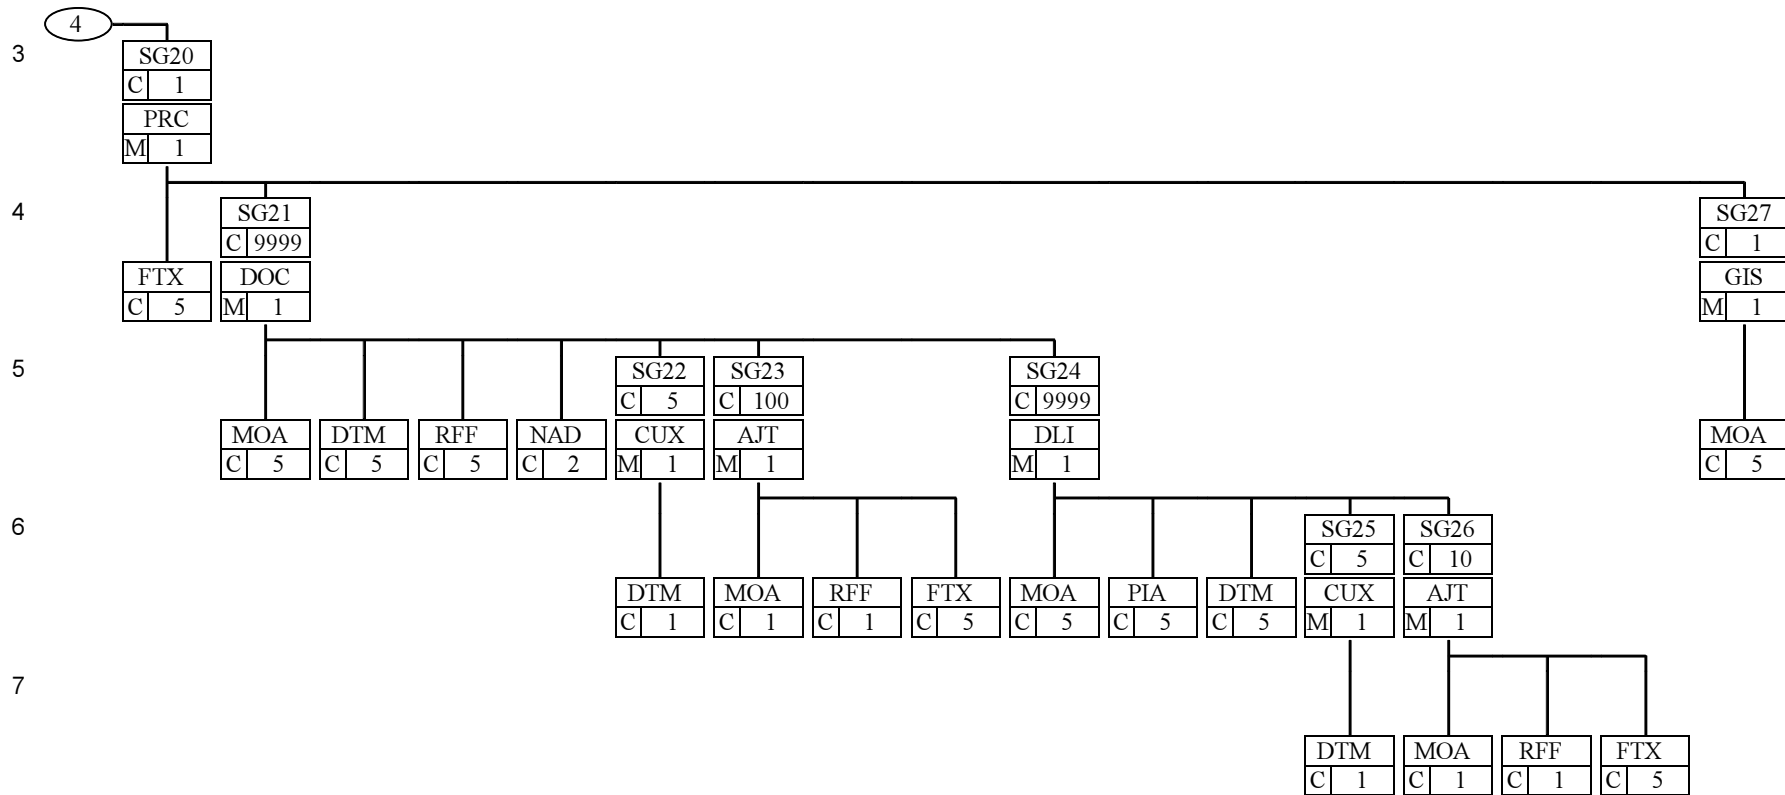 4
3
SG20
C 1
PRC
M 1
4
SG21 SG27
C 9999 C 1
FTX DOC GIS
C 5 M 1 M 1
5
SG22 SG23 SG24
C 5 C 100 C 9999
MOA DTM RFF NAD CUX AJT DLI MOA
C 5 C 5 C 5 C 2 M 1 M 1 M 1 C 5
6
SG25 SG26
C 5 C 10
DTM MOA RFF FTX MOA PIA DTM CUX AJT
C 1 C 1 C 1 C 5 C 5 C 5 C 5 M 1 M 1
7
DTM MOA RFF FTX
C 1 C 1 C 1 C 5